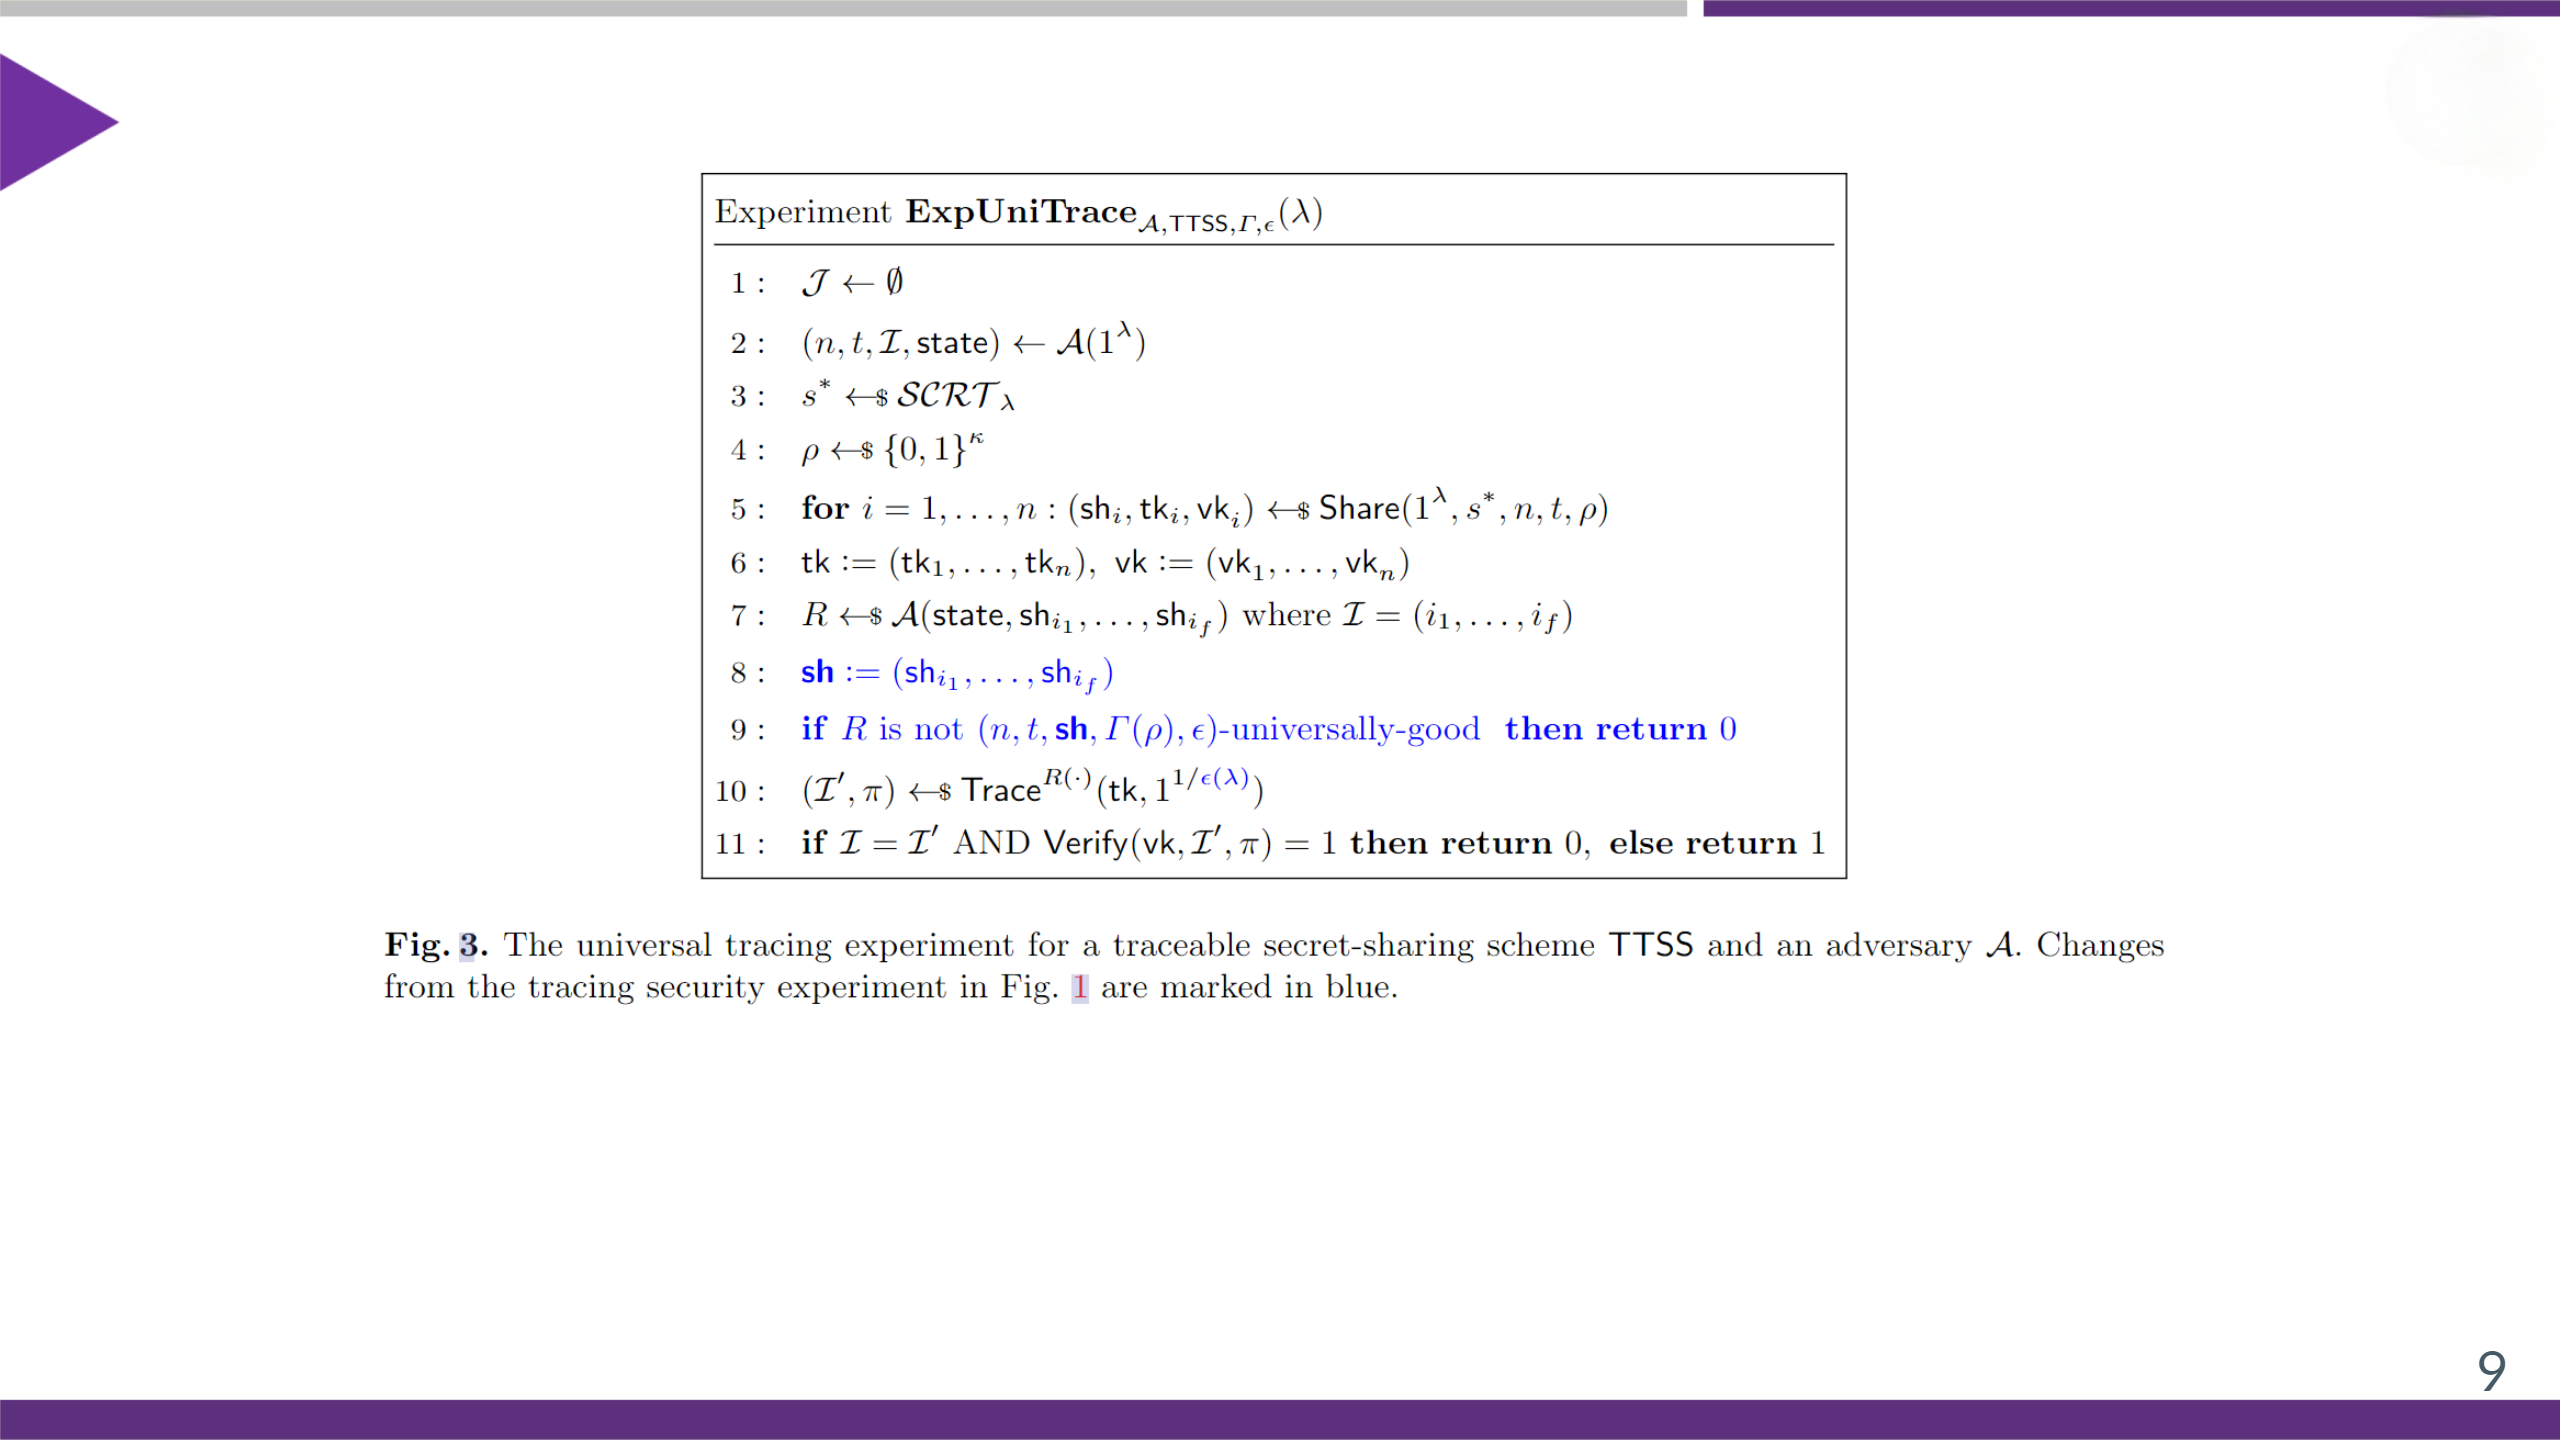 Experiment ExpUniTrace_{𝒜,TTSS,Γ,ϵ}(λ)
1 : 𝒥 ← ∅
2 : (n, t, ℐ, state) ← 𝒜(1^λ)
3 : s* ←$ 𝒮𝒞ℛ𝒯_λ
4 : ρ ←$ {0, 1}^κ
5 : for i = 1, . . . , n : (sh_i, tk_i, vk_i) ←$ Share(1^λ, s*, n, t, ρ)
6 : tk := (tk_1, . . . , tk_n), vk := (vk_1, . . . , vk_n)
7 : R ←$ 𝒜(state, sh_{i_1}, . . . , sh_{i_f}) where ℐ = (i_1, . . . , i_f)
8 : sh := (sh_{i_1}, . . . , sh_{i_f})
9 : if R is not (n, t, sh, Γ(ρ), ϵ)-universally-good then return 0
10 : (ℐ′, π) ←$ Trace^{R(·)}(tk, 1^{1/ϵ(λ)})
11 : if ℐ = ℐ′ AND Verify(vk, ℐ′, π) = 1 then return 0, else return 1
Fig. 3. The universal tracing experiment for a traceable secret-sharing scheme TTSS and an adversary 𝒜. Changes
from the tracing security experiment in Fig. 1 are marked in blue.
9